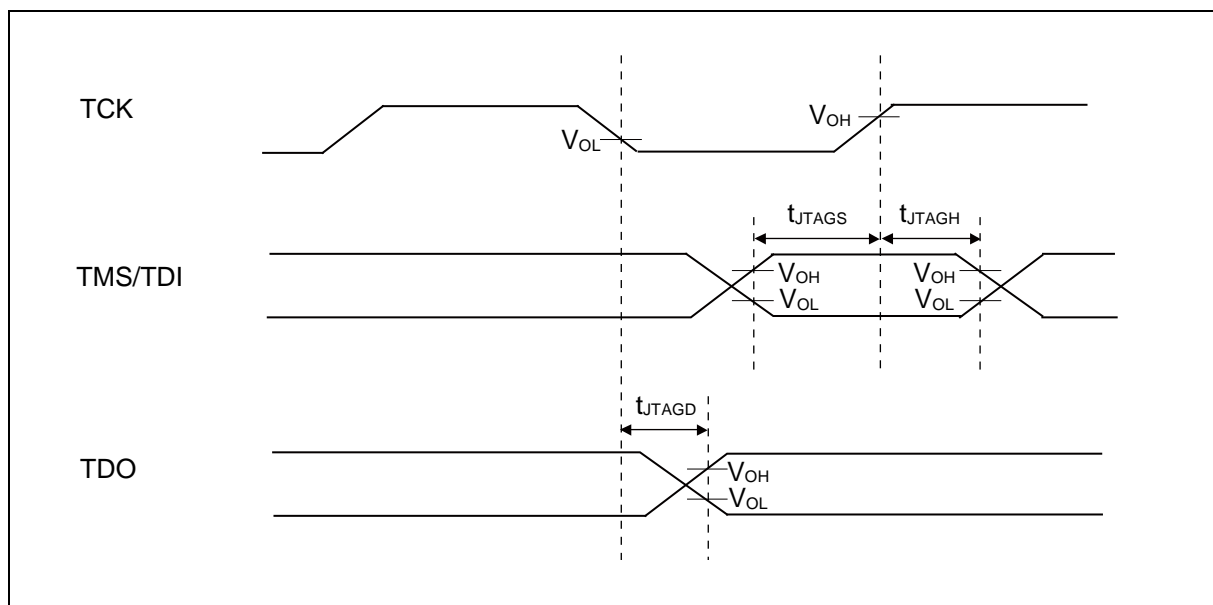 TCK
VOL
VOH
tJTAGS
tJTAGH
TMS/TDI
VOH
VOL
VOH
VOL
tJTAGD
TDO
VOH
VOL